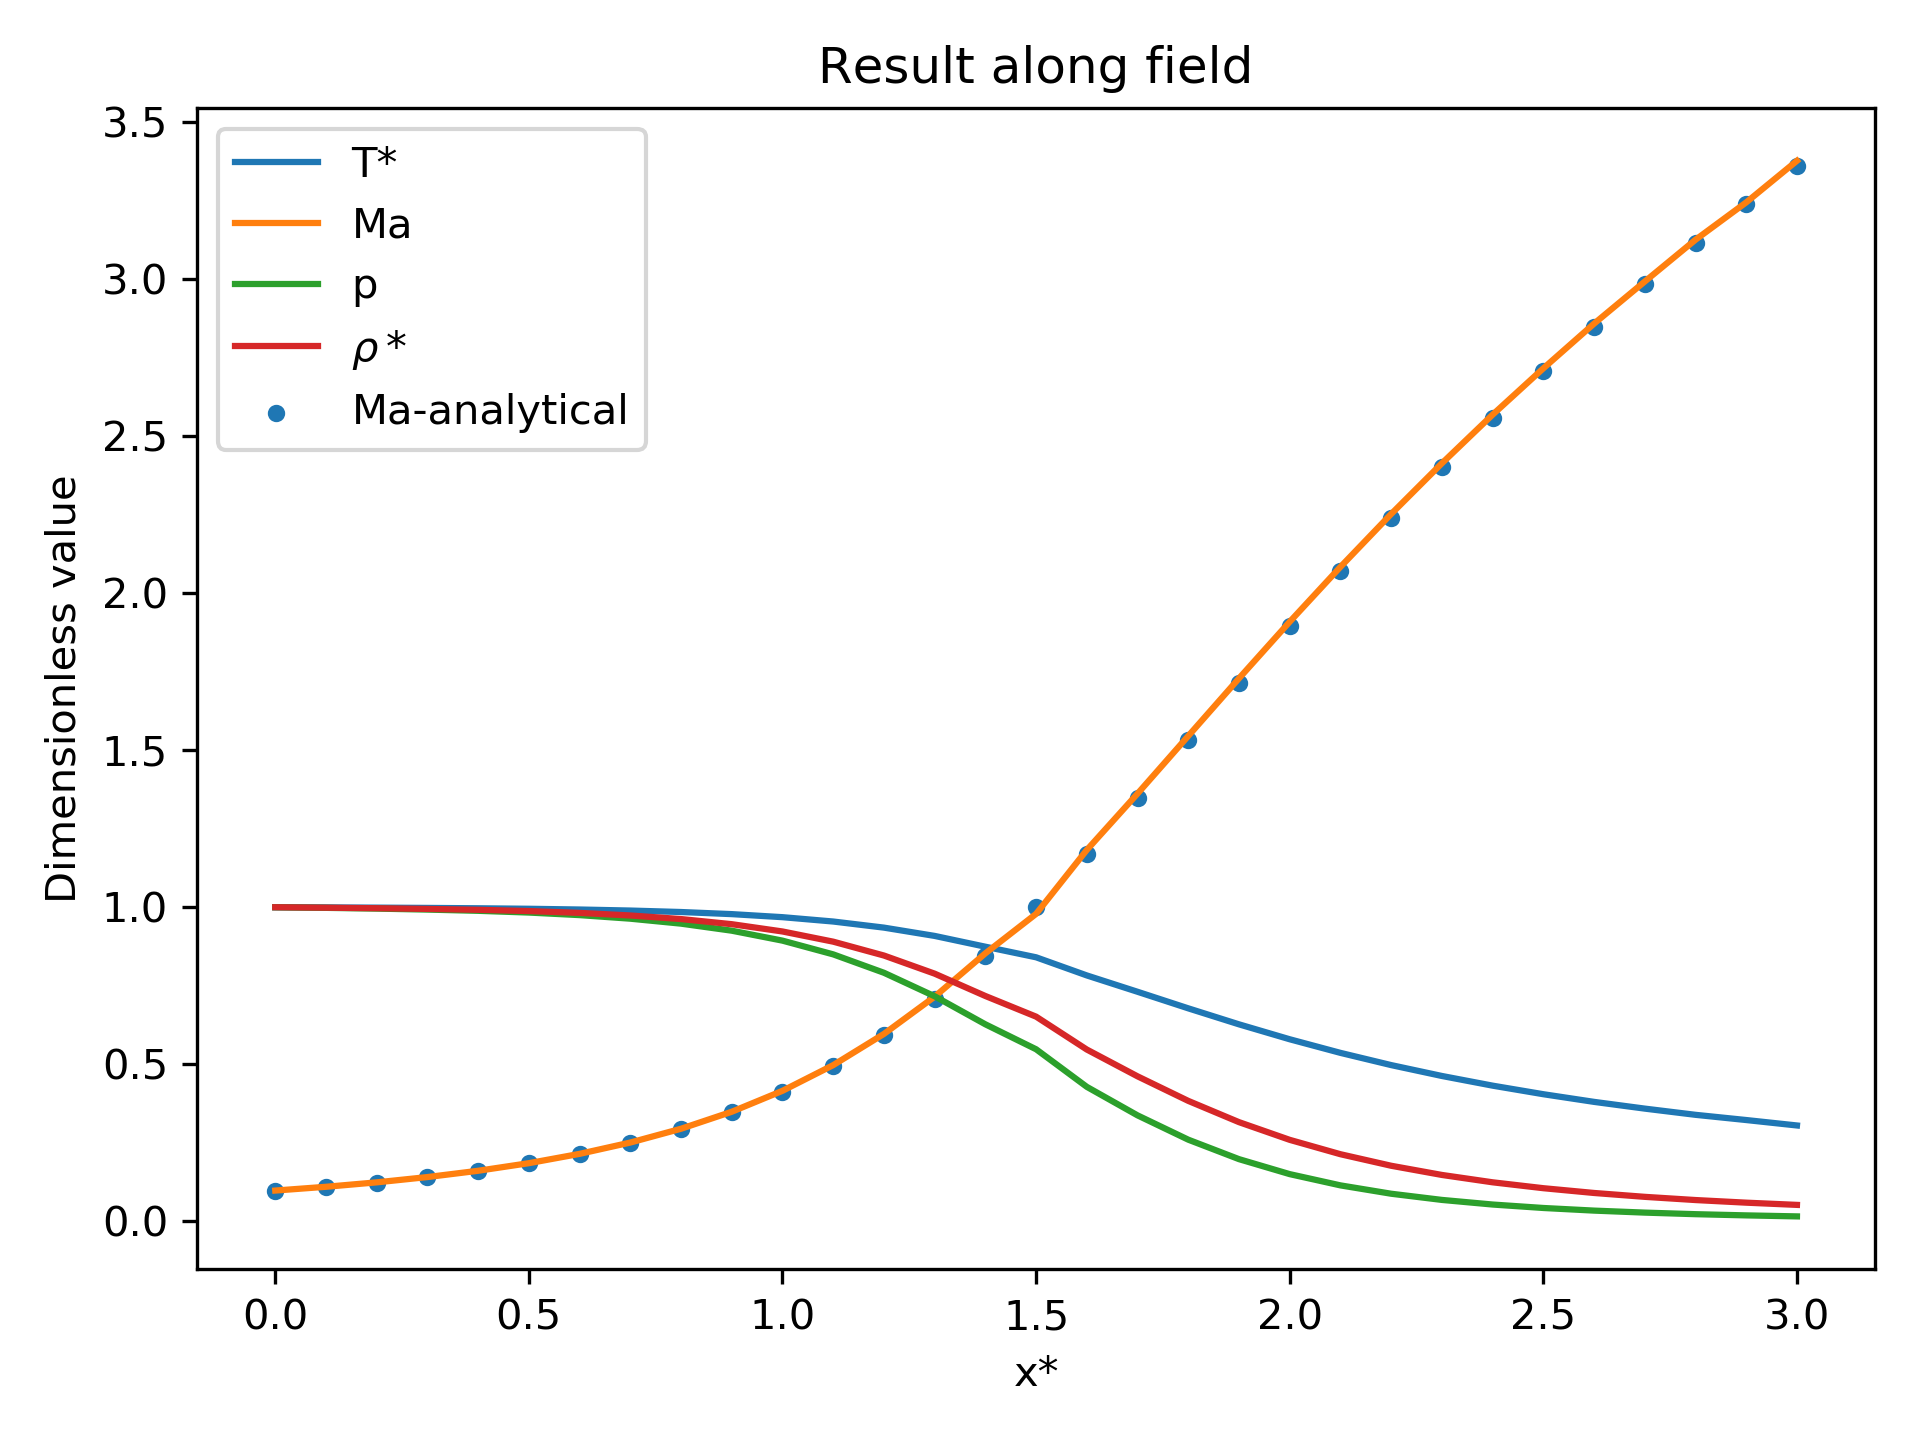 Result along field
3.5
3.0
2.5
2.0
1.5
1.0
0.5
0.0
Dimensionless value
T*
Ma
p
ρ*
Ma-analytical
0.0 0.5 1.0 1.5 2.0 2.5 3.0
x*